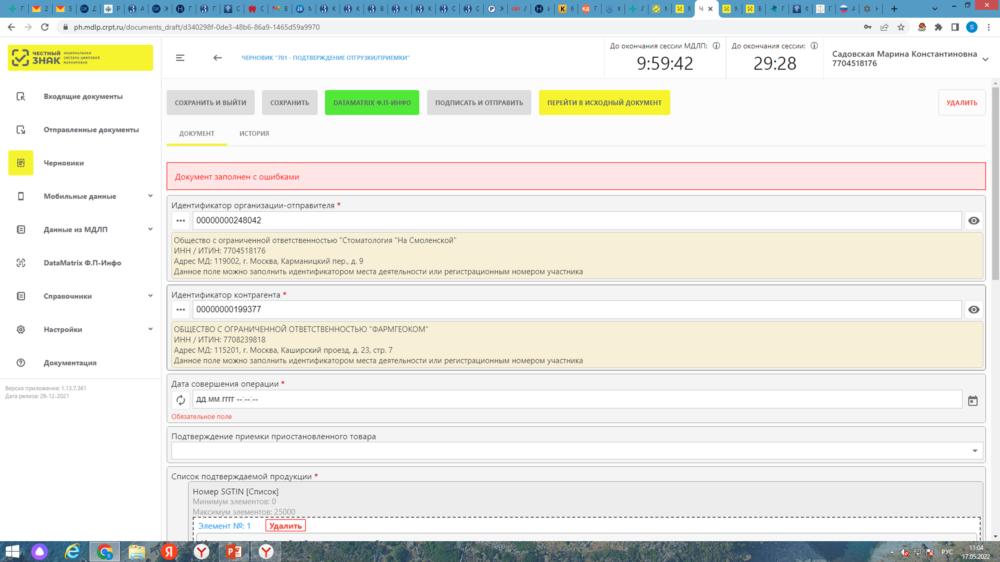 ph.mdlp.crpt.ru/documents_draft/d340298f-0de3-48b6-86a9-1465d59a9970
S
ЧЕСТНЫЙ ЗНАК
НАЦИОНАЛЬНАЯ СИСТЕМА ЦИФРОВОЙ МАРКИРОВКИ
ЧЕРНОВИК "701 - ПОДТВЕРЖДЕНИЕ ОТГРУЗКИ/ПРИЕМКИ"
До окончания сессии МДЛП:
9:59:42
До окончания сессии:
29:28
Садовская Марина Константиновна
7704518176
Входящие документы
Отправленные документы
Черновики
Мобильные данные
Данные из МДЛП
DataMatrix Ф.П-Инфо
Справочники
Настройки
Документация
Версия приложения: 1.13.7.361
Дата релиза: 29-12-2021
СОХРАНИТЬ И ВЫЙТИ
СОХРАНИТЬ
DATAMATRIX Ф.П-ИНФО
ПОДПИСАТЬ И ОТПРАВИТЬ
ПЕРЕЙТИ В ИСХОДНЫЙ ДОКУМЕНТ
УДАЛИТЬ
ДОКУМЕНТ
ИСТОРИЯ
Документ заполнен с ошибками
Идентификатор организации-отправителя *
00000000248042
Общество с ограниченной ответственностью "Стоматология "На Смоленской"
ИНН / ИТИН: 7704518176
Адрес МД: 119002, г. Москва, Карманицкий пер., д. 9
Данное поле можно заполнить идентификатором места деятельности или регистрационным номером участника
Идентификатор контрагента *
00000000199377
ОБЩЕСТВО С ОГРАНИЧЕННОЙ ОТВЕТСТВЕННОСТЬЮ "ФАРМГЕОКОМ"
ИНН / ИТИН: 7708239818
Адрес МД: 115201, г. Москва, Каширский проезд, д. 23, стр. 7
Данное поле можно заполнить идентификатором места деятельности или регистрационным номером участника
Дата совершения операции *
дд.мм.гггг --:--:--
Обязательное поле
Подтверждение приемки приостановленного товара
Список подтверждаемой продукции *
Номер SGTIN [Список]
Минимум элементов: 0
Максимум элементов: 25000
Элемент №: 1
Удалить
РУС
11:04
17.05.2022